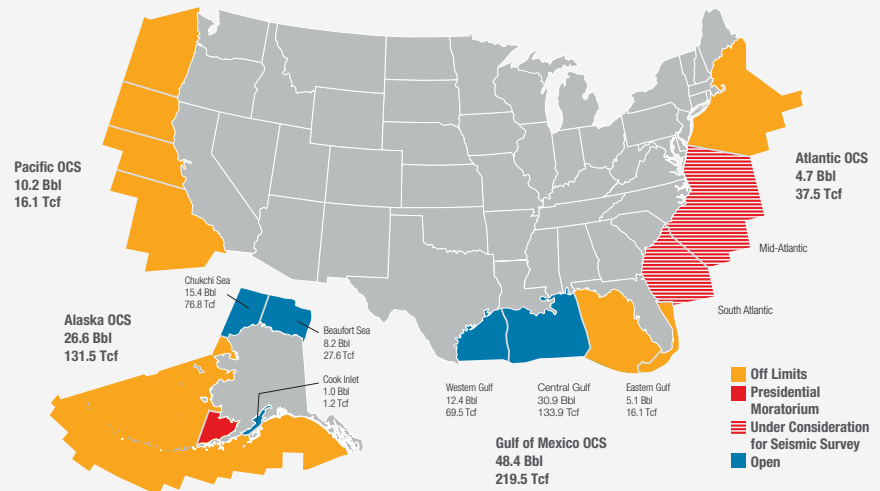 Pacific OCS
10.2 Bbl
16.1 Tcf
Atlantic OCS
4.7 Bbl
37.5 Tcf
Mid-Atlantic
South Atlantic
Chukchi Sea
15.4 Bbl
76.8 Tcf
Alaska OCS
26.6 Bbl
131.5 Tcf
Beaufort Sea
8.2 Bbl
27.6 Tcf
Cook Inlet
1.0 Bbl
1.2 Tcf
Western Gulf
12.4 Bbl
69.5 Tcf
Central Gulf
30.9 Bbl
133.9 Tcf
Eastern Gulf
5.1 Bbl
16.1 Tcf
Gulf of Mexico OCS
48.4 Bbl
219.5 Tcf
Off Limits
Presidential
Moratorium
Under Consideration
for Seismic Survey
Open